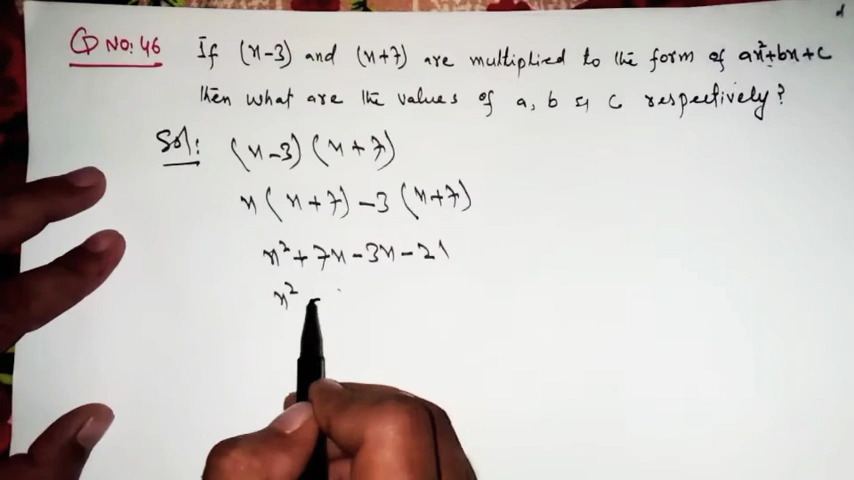 Q NO: 46 If (x-3) and (x+7) are multiplied to the form of ax²+bx+c
then what are the values of a, b & c respectively?
Sol: (x-3) (x+7)
x(x+7)-3(x+7)
x²+7x-3x-21
x²